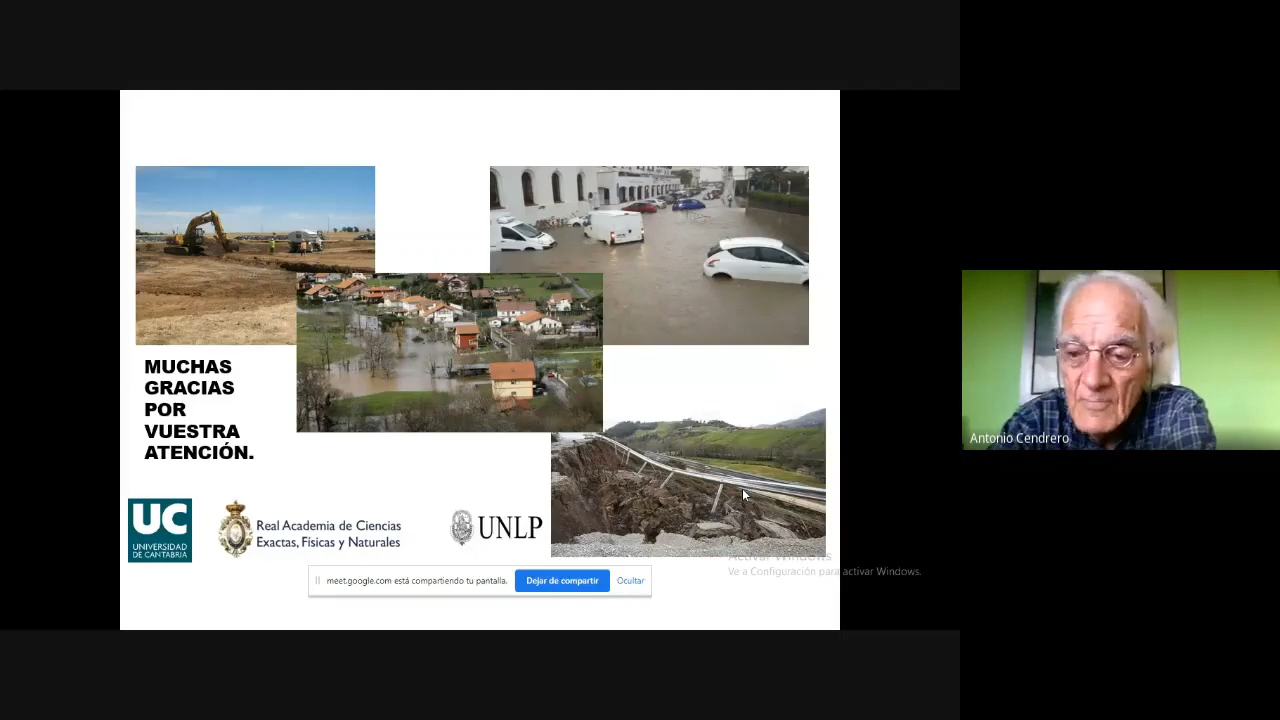 MUCHAS
GRACIAS
POR
VUESTRA
ATENCIÓN.
UC
UNIVERSIDAD
DE CANTABRIA
Real Academia de Ciencias
Exactas, Físicas y Naturales
UNLP
meet.google.com está compartiendo tu pantalla.
Dejar de compartir
Ocultar
Activar Windows
Ve a Configuración para activar Windows.
Antonio Cendrero